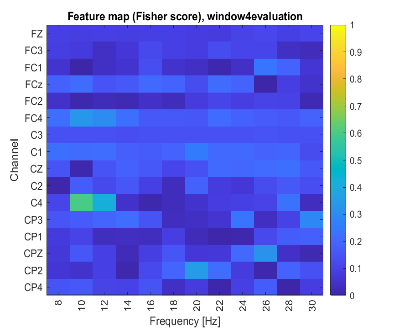 Feature map (Fisher score), window4evaluation
Channel
FZ
FC3
FC1
FCz
FC2
FC4
C3
C1
CZ
C2
C4
CP3
CP1
CPZ
CP2
CP4
8 10 12 14 16 18 20 22 24 26 28 30
Frequency [Hz]
1
0.9
0.8
0.7
0.6
0.5
0.4
0.3
0.2
0.1
0